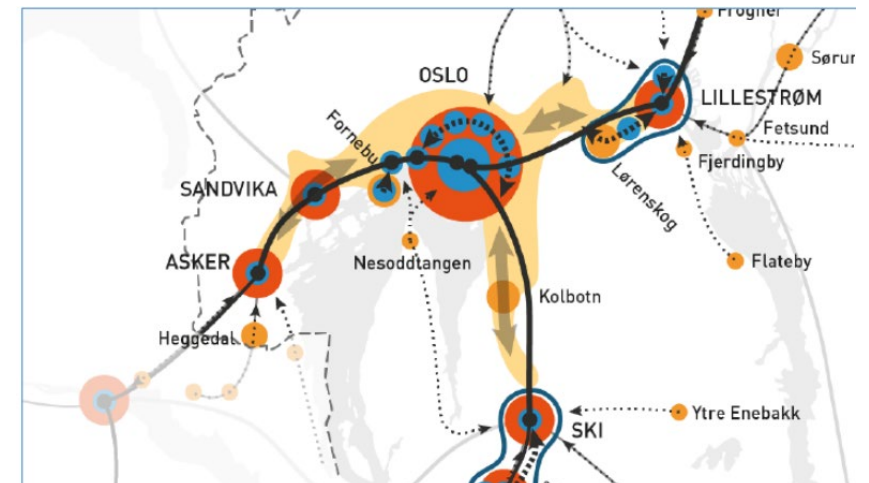 Frogner
Sørum
OSLO
LILLESTRØM
Fornebu
Fetsund
Fjerdingby
SANDVIKA
Lørenskog
ASKER
Nesoddtangen
Flateby
Kolbotn
Heggedal
Ytre Enebakk
SKI